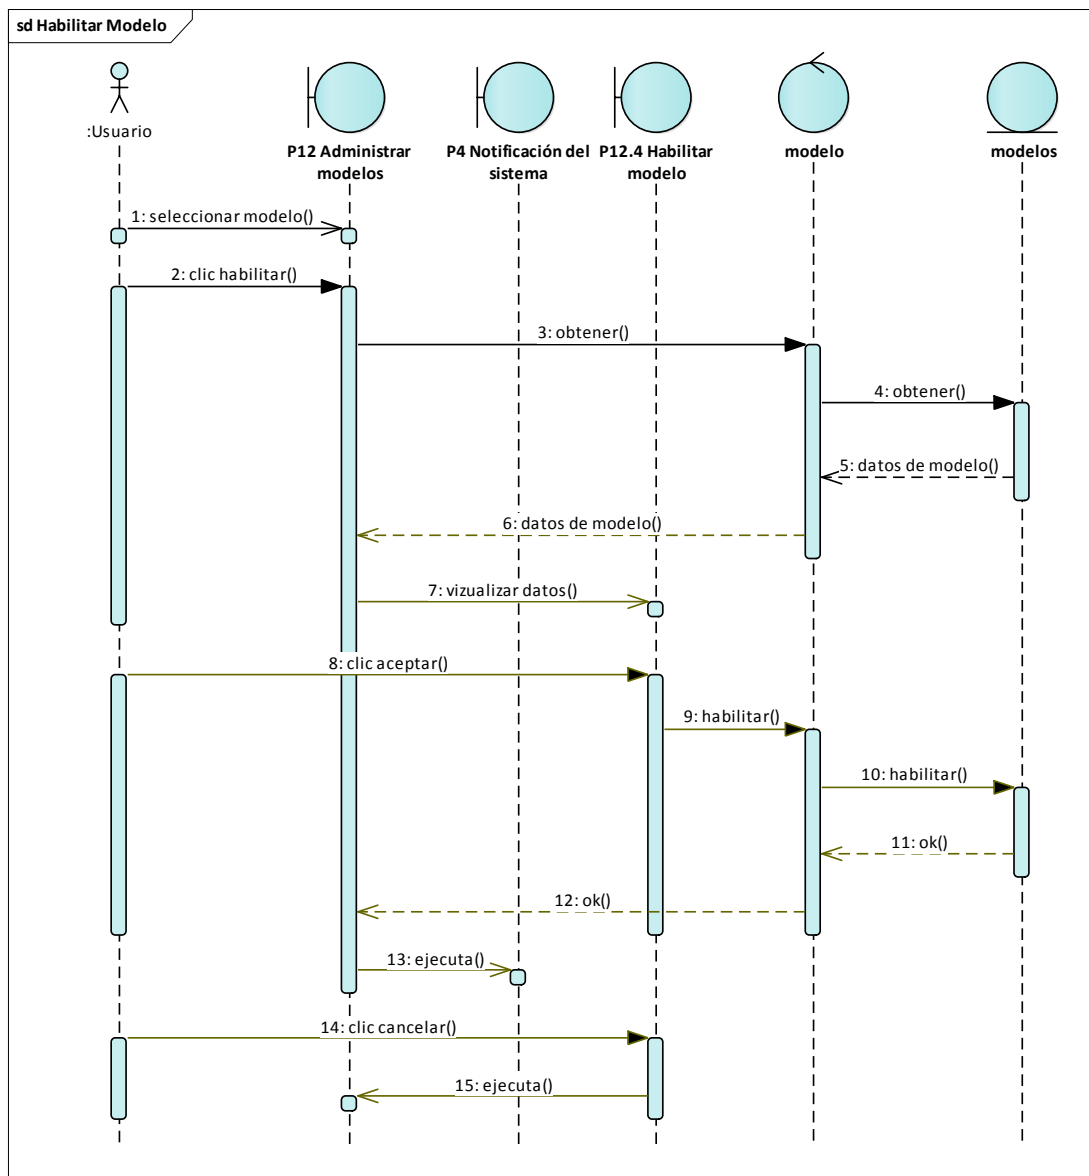 sd Habilitar Modelo
:Usuario
P12 Administrar
modelos
P4 Notificación del
sistema
P12.4 Habilitar
modelo
modelo
modelos
1: seleccionar modelo()
2: clic habilitar()
3: obtener()
4: obtener()
5: datos de modelo()
6: datos de modelo()
7: vizualizar datos()
8: clic aceptar()
9: habilitar()
10: habilitar()
11: ok()
12: ok()
13: ejecuta()
14: clic cancelar()
15: ejecuta()